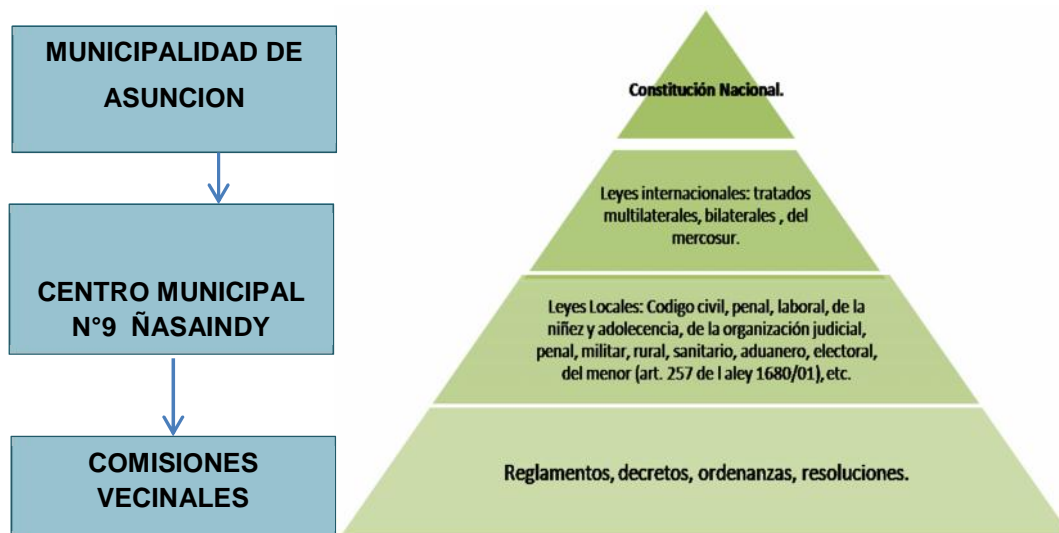 MUNICIPALIDAD DE
ASUNCION
CENTRO MUNICIPAL
N°9 ÑASAINDY
COMISIONES
VECINALES
Constitución Nacional.
Leyes internacionales: tratados
multilaterales, bilaterales , del
mercosur.
Leyes Locales: Codigo civil, penal, laboral, de la
niñez y adolecencia, de la organización judicial,
penal, militar, rural, sanitario, aduanero, electoral,
del menor (art. 257 de l aley 1680/01), etc.
Reglamentos, decretos, ordenanzas, resoluciones.